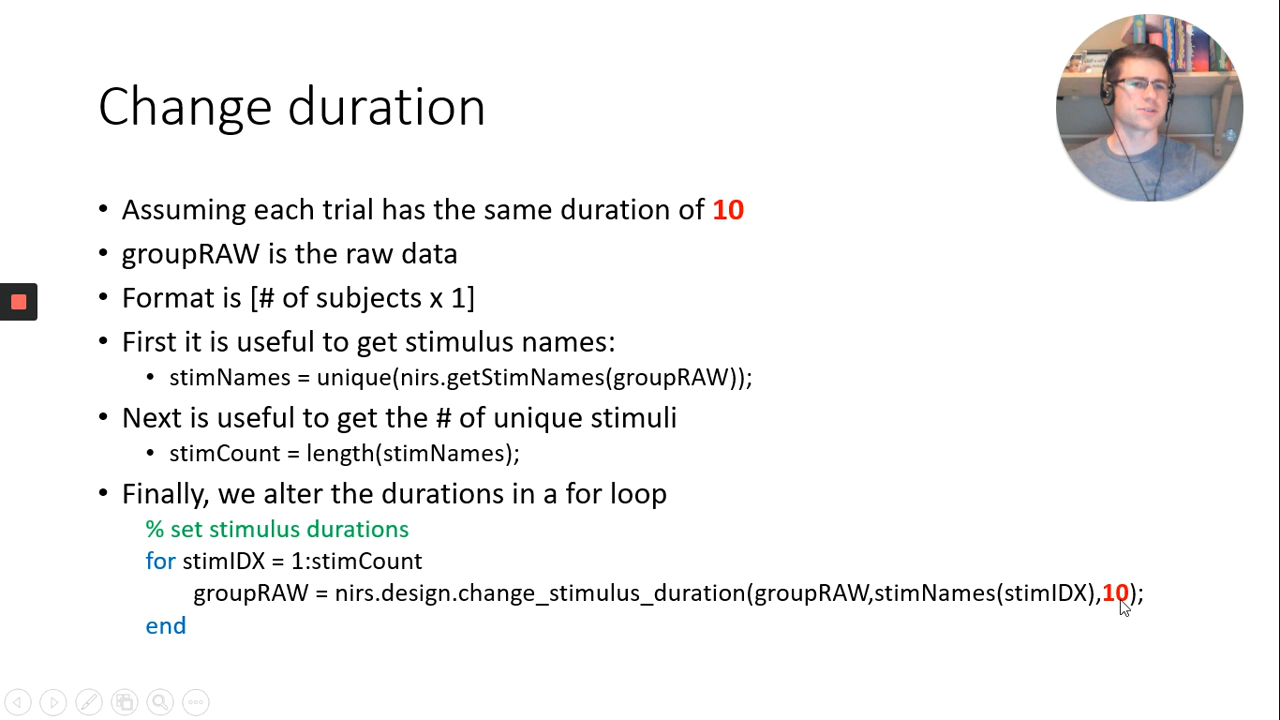 Change duration
• Assuming each trial has the same duration of 10
• groupRAW is the raw data
• Format is [# of subjects x 1]
• First it is useful to get stimulus names:
• stimNames = unique(nirs.getStimNames(groupRAW));
• Next is useful to get the # of unique stimuli
• stimCount = length(stimNames);
• Finally, we alter the durations in a for loop
% set stimulus durations
for stimIDX = 1:stimCount
groupRAW = nirs.design.change_stimulus_duration(groupRAW,stimNames(stimIDX),10);
end